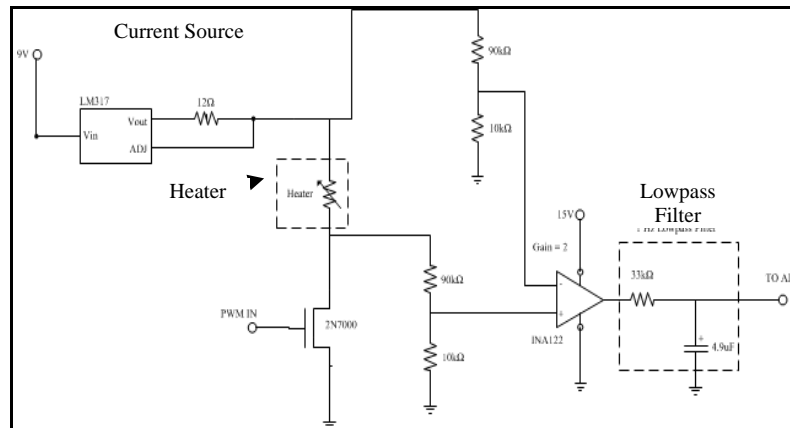 Current Source
9V
LM317
Vout
12Ω
Vin
ADJ
90kΩ
10kΩ
Heater
Heater
Lowpass
Filter
15V
Gain = 2
33kΩ
TO
90kΩ
PWM IN
2N7000
10kΩ
-
+
INA122
+
4.9uF